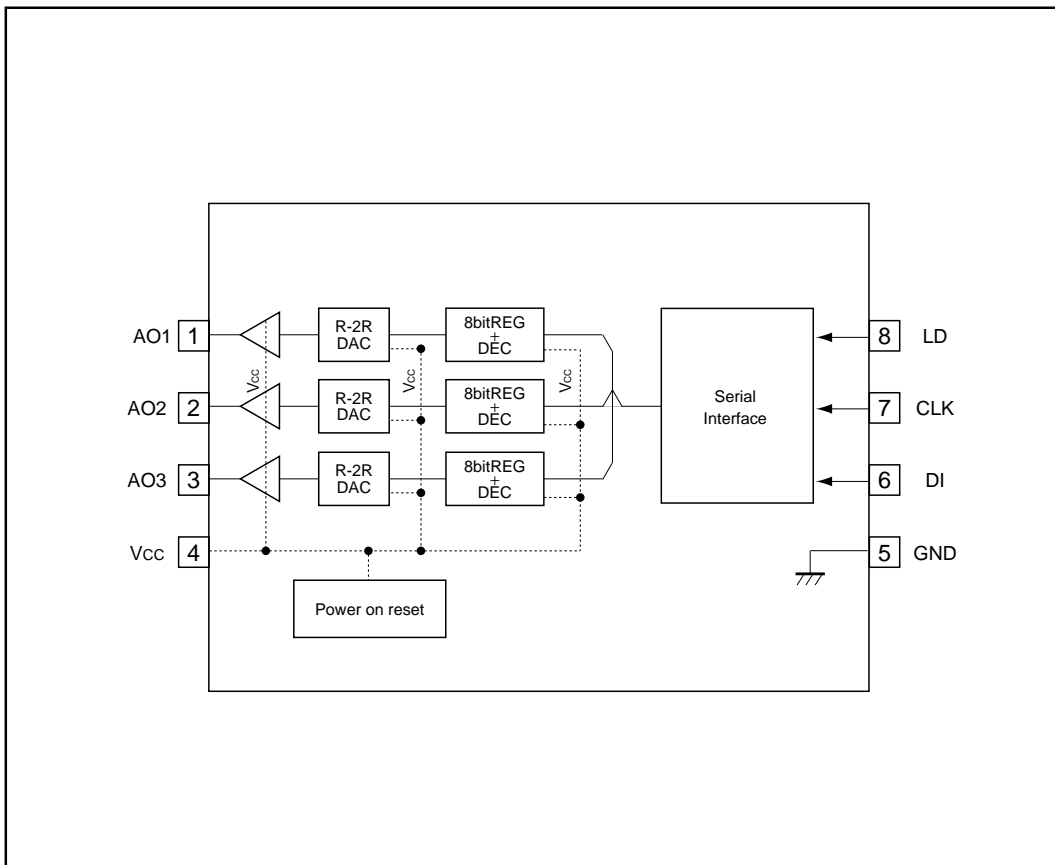 AO1 1
R-2R
DAC
8bitREG
+
DEC
8 LD
VCC
VCC
VCC
AO2 2
R-2R
DAC
8bitREG
+
DEC
Serial
Interface
7 CLK
AO3 3
R-2R
DAC
8bitREG
+
DEC
6 DI
VCC 4
5 GND
Power on reset